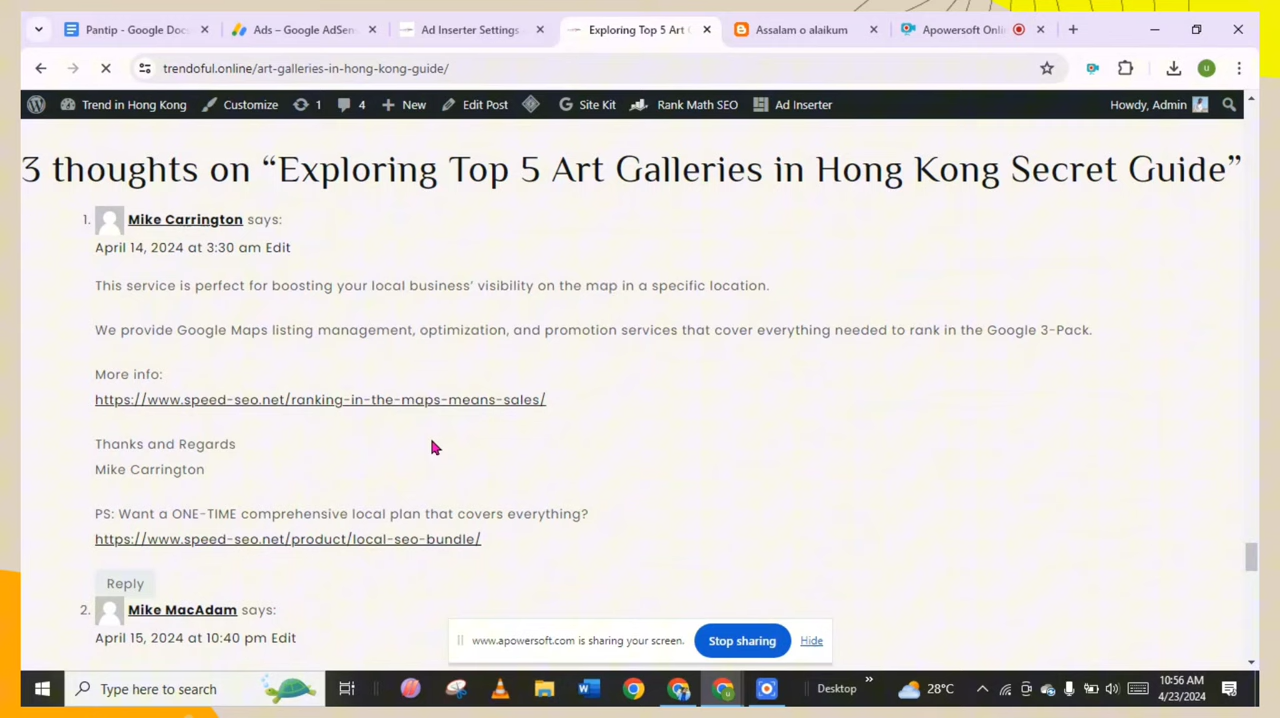 Pantip - Google Doc
Ads – Google AdSen
Ad Inserter Settings
Exploring Top 5 Art
Assalam o alaikum
Apowersoft Onli
trendoful.online/art-galleries-in-hong-kong-guide/
u
Trend in Hong Kong
Customize
1
4
New
Edit Post
Site Kit
Rank Math SEO
Ad Inserter
Howdy, Admin
3 thoughts on “Exploring Top 5 Art Galleries in Hong Kong Secret Guide”
1. Mike Carrington says:
April 14, 2024 at 3:30 am Edit
This service is perfect for boosting your local business’ visibility on the map in a specific location.
We provide Google Maps listing management, optimization, and promotion services that cover everything needed to rank in the Google 3-Pack.
More info:
https://www.speed-seo.net/ranking-in-the-maps-means-sales/
Thanks and Regards
Mike Carrington
PS: Want a ONE-TIME comprehensive local plan that covers everything?
https://www.speed-seo.net/product/local-seo-bundle/
Reply
2. Mike MacAdam says:
April 15, 2024 at 10:40 pm Edit
www.apowersoft.com is sharing your screen.
Stop sharing
Hide
Type here to search
Desktop
28°C
10:56 AM
4/23/2024